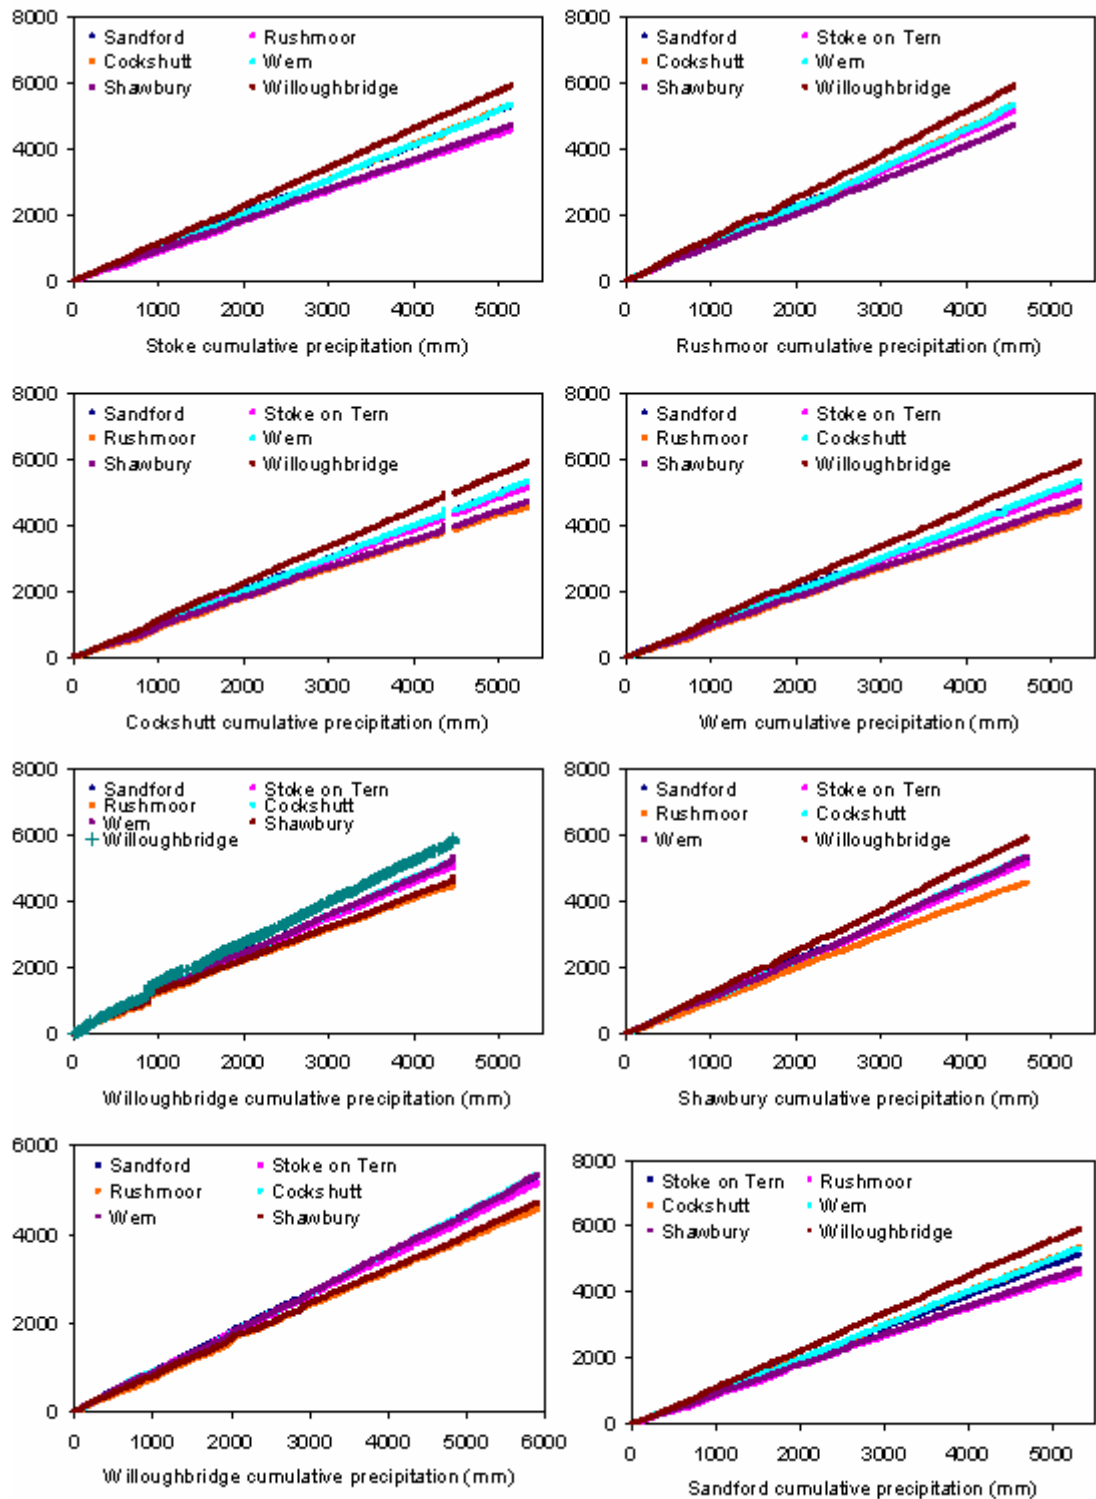 8000
6000
4000
2000
0
Sandford Rushmoor
Cockshutt Wern
Shawbury Willoughbridge
0 1000 2000 3000 4000 5000
Stoke cumulative precipitation (mm)
8000
6000
4000
2000
0
Sandford Stoke on Tern
Cockshutt Wern
Shawbury Willoughbridge
0 1000 2000 3000 4000 5000
Rushmoor cumulative precipitation (mm)
8000
6000
4000
2000
0
Sandford Stoke on Tern
Rushmoor Wern
Shawbury Willoughbridge
0 1000 2000 3000 4000 5000
Cockshutt cumulative precipitation (mm)
8000
6000
4000
2000
0
Sandford Stoke on Tern
Rushmoor Cockshutt
Shawbury Willoughbridge
0 1000 2000 3000 4000 5000
Wem cumulative precipitation (mm)
8000
6000
4000
2000
0
Sandford Stoke on Tern
Rushmoor Cockshutt
Wern Shawbury
Willoughbridge
0 1000 2000 3000 4000 5000
Willoughbridge cumulative precipitation (mm)
8000
6000
4000
2000
0
Sandford Stoke on Tern
Rushmoor Cockshutt
Wern Willoughbridge
0 1000 2000 3000 4000 5000
Shawbury cumulative precipitation (mm)
6000
4000
2000
0
Sandford Stoke on Tern
Rushmoor Cockshutt
Wern Shawbury
0 1000 2000 3000 4000 5000 6000
Willoughbridge cumulative precipitation (mm)
8000
6000
4000
2000
0
Stoke on Tern Rushmoor
Cockshutt Wern
Shawbury Willoughbridge
0 1000 2000 3000 4000 5000
Sandford cumulative precipitation (mm)